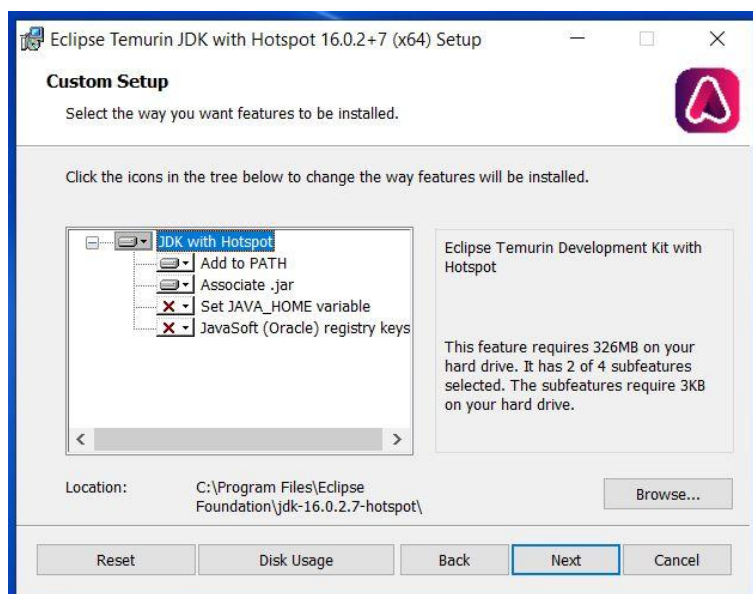 Eclipse Temurin JDK with Hotspot 16.0.2+7 (x64) Setup
Custom Setup
Select the way you want features to be installed.
Click the icons in the tree below to change the way features will be installed.
JDK with Hotspot
Add to PATH
Associate .jar
Set JAVA_HOME variable
JavaSoft (Oracle) registry keys
Eclipse Temurin Development Kit with
Hotspot
This feature requires 326MB on your
hard drive. It has 2 of 4 subfeatures
selected. The subfeatures require 3KB
on your hard drive.
Location:
C:\Program Files\Eclipse
Foundation\jdk-16.0.2.7-hotspot\
Browse...
Reset
Disk Usage
Back
Next
Cancel